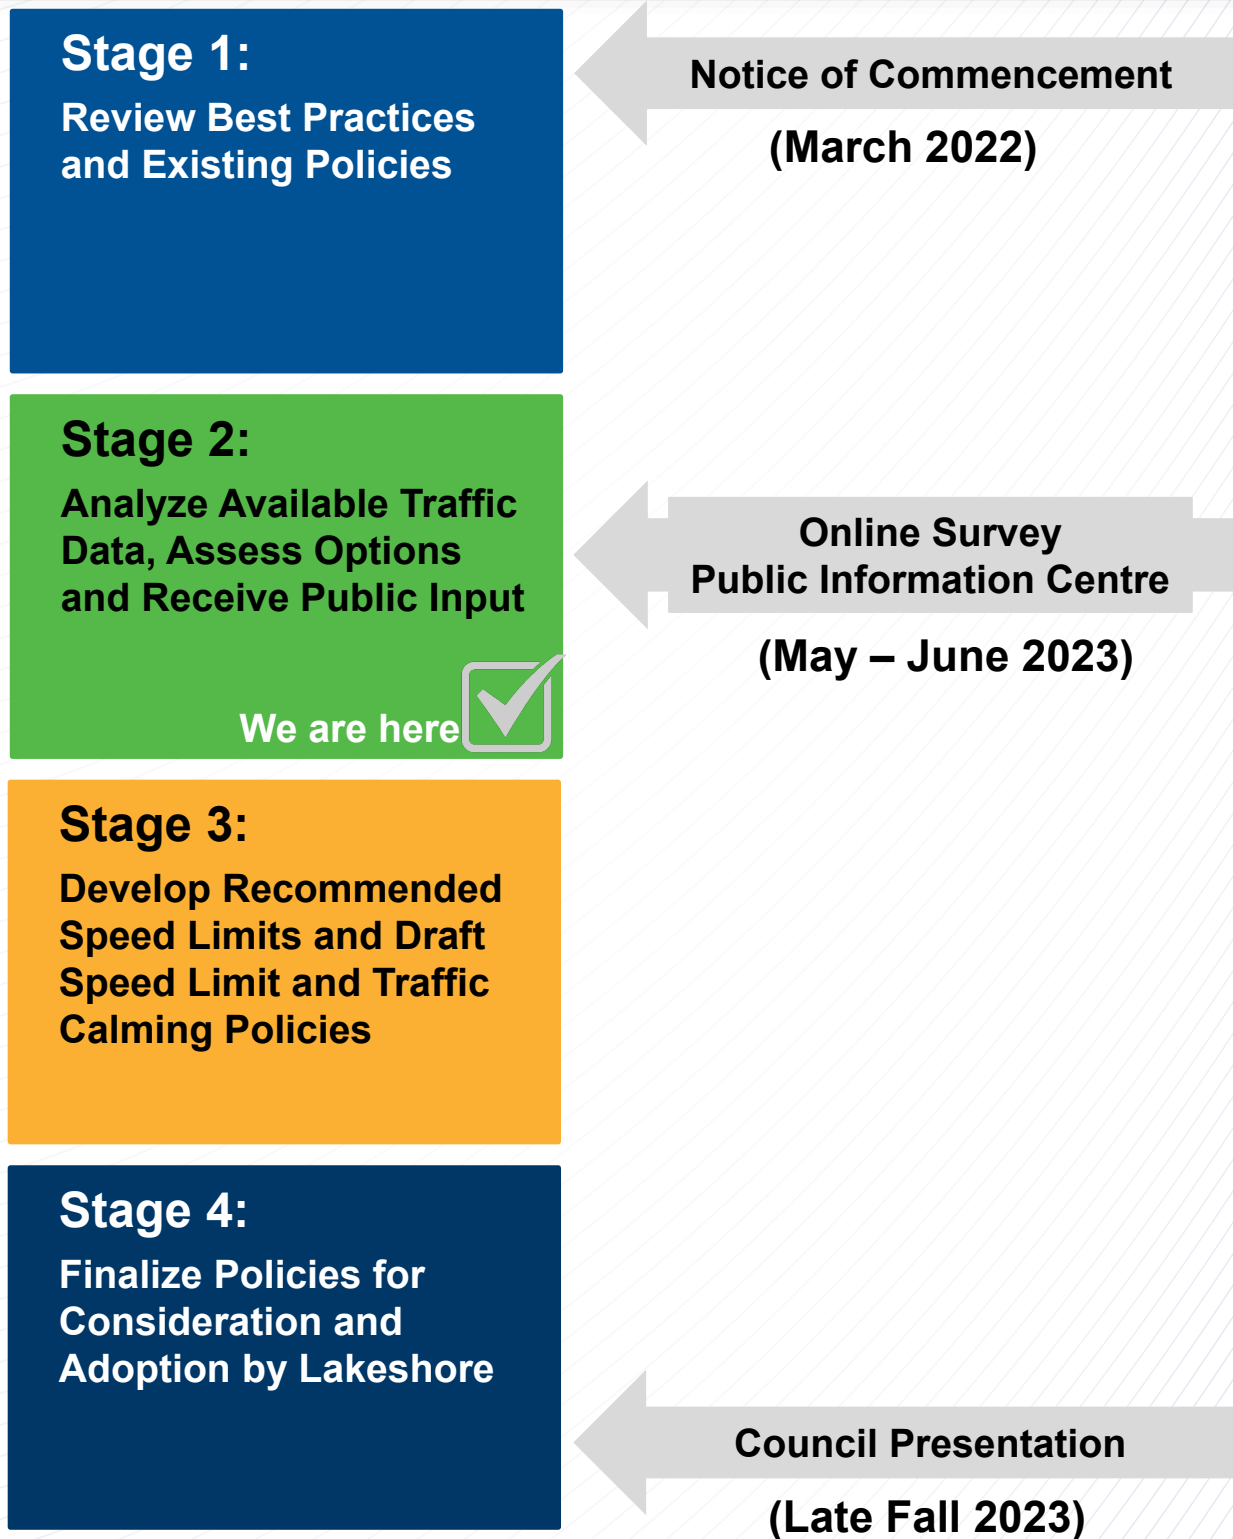 Stage 1:
Review Best Practices
and Existing Policies
Notice of Commencement
(March 2022)
Stage 2:
Analyze Available Traffic
Data, Assess Options
and Receive Public Input
We are here
Online Survey
Public Information Centre
(May – June 2023)
Stage 3:
Develop Recommended
Speed Limits and Draft
Speed Limit and Traffic
Calming Policies
Stage 4:
Finalize Policies for
Consideration and
Adoption by Lakeshore
Council Presentation
(Late Fall 2023)